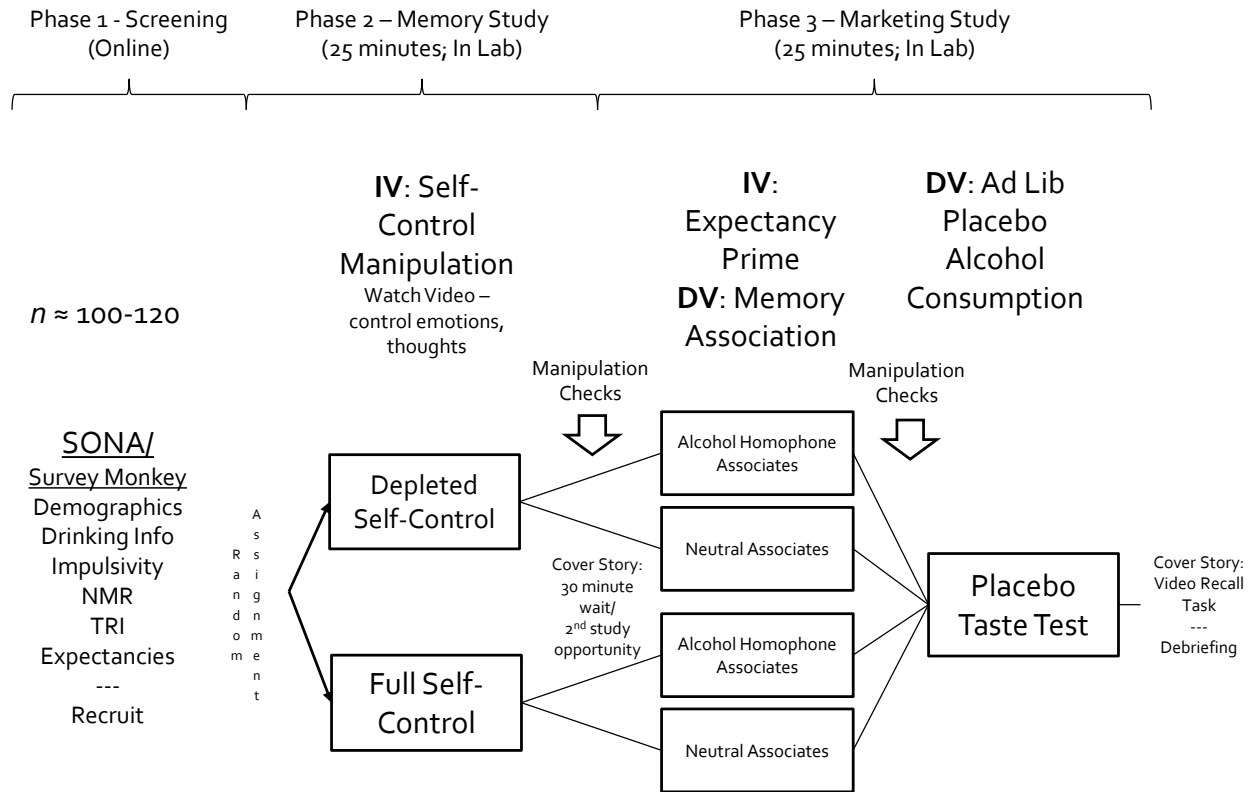 Phase 1 - Screening
(Online)
Phase 2 – Memory Study
(25 minutes; In Lab)
Phase 3 – Marketing Study
(25 minutes; In Lab)
n ≈ 100-120
SONA/
Survey Monkey
Demographics
Drinking Info
Impulsivity
NMR
TRI
Expectancies
---
Recruit
Random
Assignment
IV: Self-
Control
Manipulation
Watch Video –
control emotions,
thoughts
Depleted
Self-Control
Full Self-
Control
Manipulation
Checks
Cover Story:
30 minute
wait/
2nd study
opportunity
IV:
Expectancy
Prime
DV: Memory
Association
Alcohol Homophone
Associates
Neutral Associates
Alcohol Homophone
Associates
Neutral Associates
DV: Ad Lib
Placebo
Alcohol
Consumption
Manipulation
Checks
Placebo
Taste Test
Cover Story:
Video Recall
Task
---
Debriefing